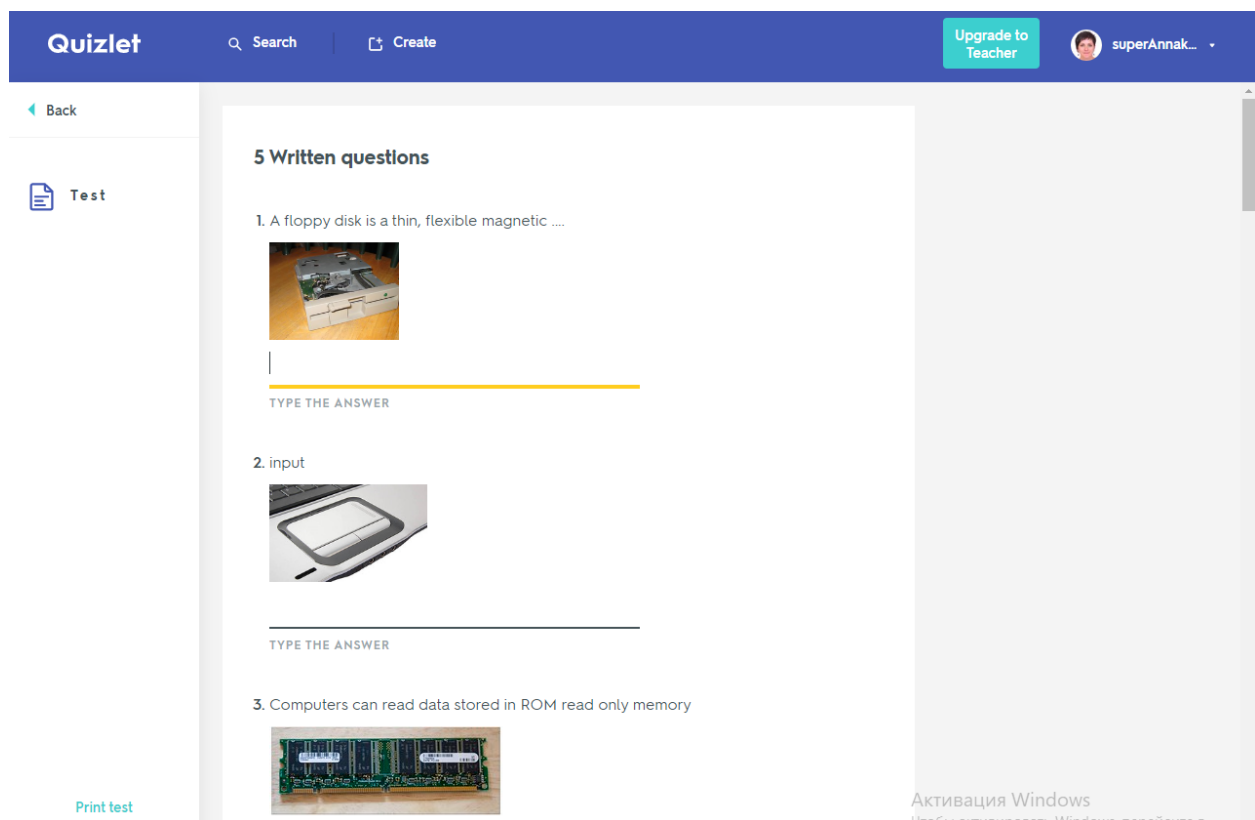 Quizlet
Search
Create
Upgrade to
Teacher
superAnnak...
Back
Test
5 Written questions
1. A floppy disk is a thin, flexible magnetic ....
TYPE THE ANSWER
2. input
TYPE THE ANSWER
3. Computers can read data stored in ROM read only memory
Print test
Активация Windows